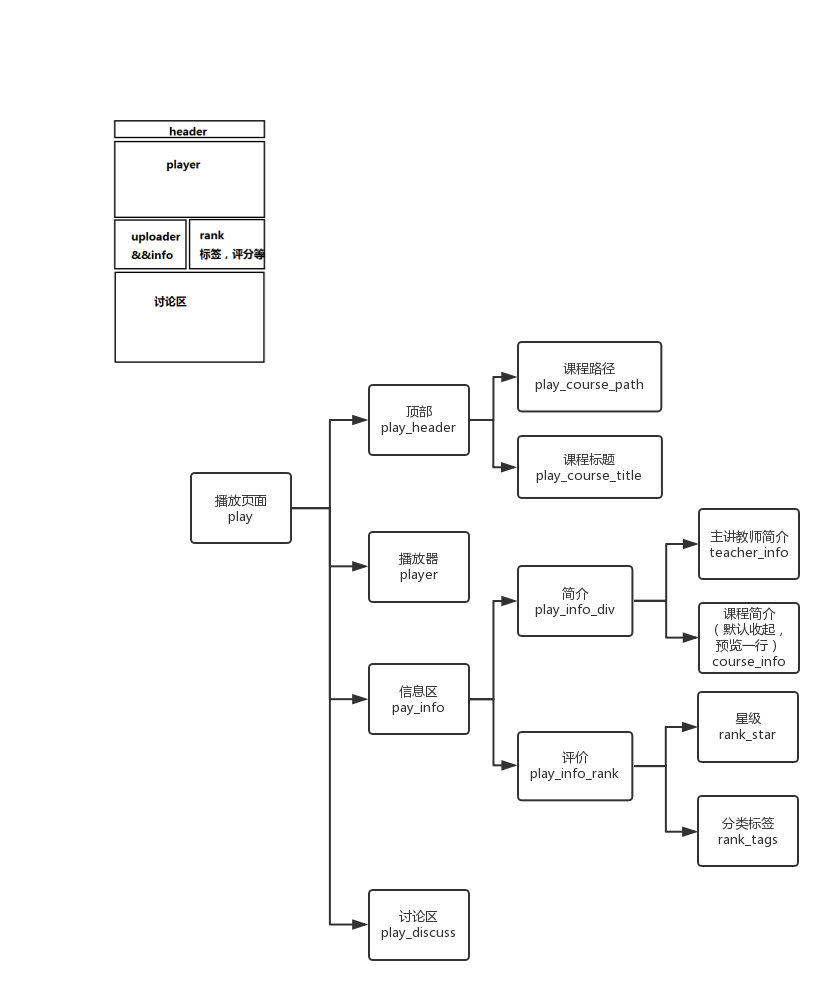 header
player
uploader
&&info
rank
标签，评分等
讨论区
课程路径
play_course_path
顶部
play_header
课程标题
play_course_title
播放页面
play
主讲教师简介
teacher_info
播放器
player
简介
play_info_div
课程简介
（默认收起，
预览一行）
course_info
信息区
pay_info
星级
rank_star
评价
play_info_rank
分类标签
rank_tags
讨论区
play_discuss